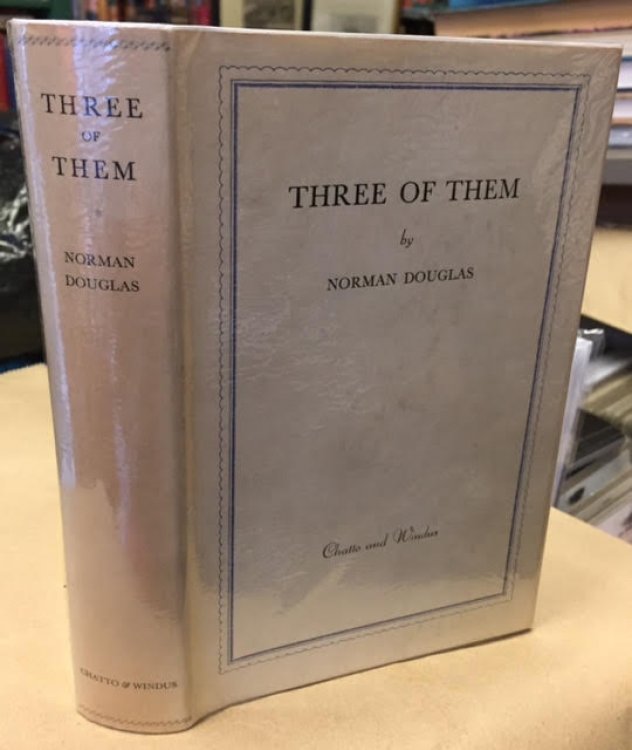 THREE
OF
THEM
NORMAN
DOUGLAS
CHATTO & WINDUS
THREE OF THEM
by
NORMAN DOUGLAS
Chatto and Windus